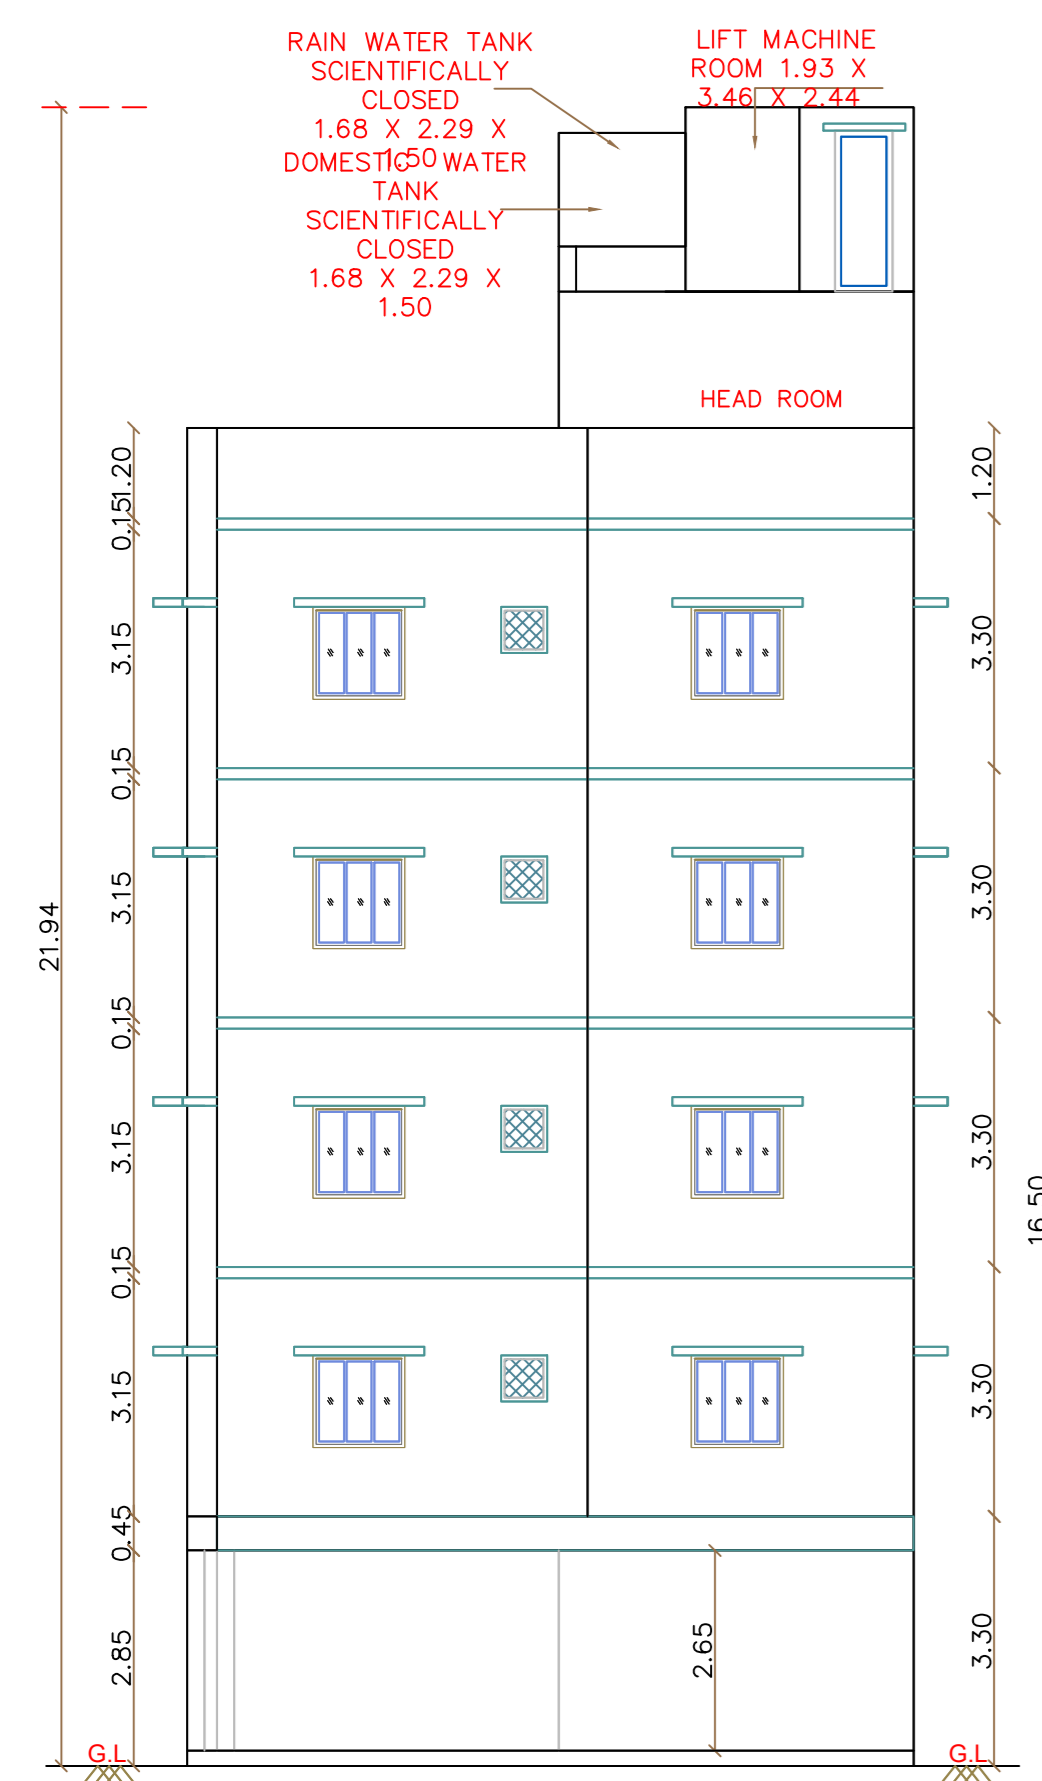 RAIN WATER TANK
SCIENTIFICALLY
CLOSED
1.68 X 2.29 X
1.50
DOMESTIC WATER
TANK
SCIENTIFICALLY
CLOSED
1.68 X 2.29 X
1.50
LIFT MACHINE
ROOM 1.93 X
3.46 X 2.44
HEAD ROOM
1.20
0.15
3.15
0.15
3.15
0.15
3.15
0.15
3.15
0.45
2.85
21.94
2.65
1.20
3.30
3.30
3.30
3.30
3.30
16.50
G.L
G.L